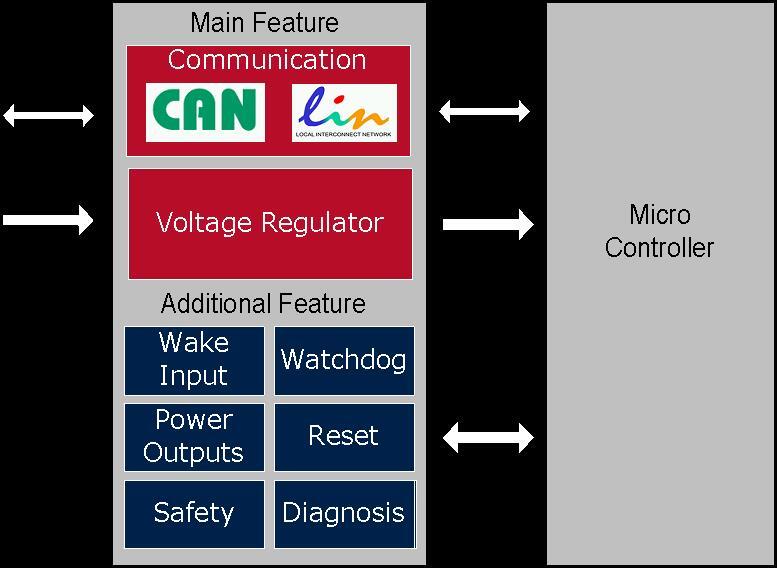 Main Feature
Communication
CAN
lin
LOCAL INTERCONNECT NETWORK
Voltage Regulator
Additional Feature
Wake
Input
Watchdog
Power
Outputs
Reset
Safety
Diagnosis
Micro
Controller